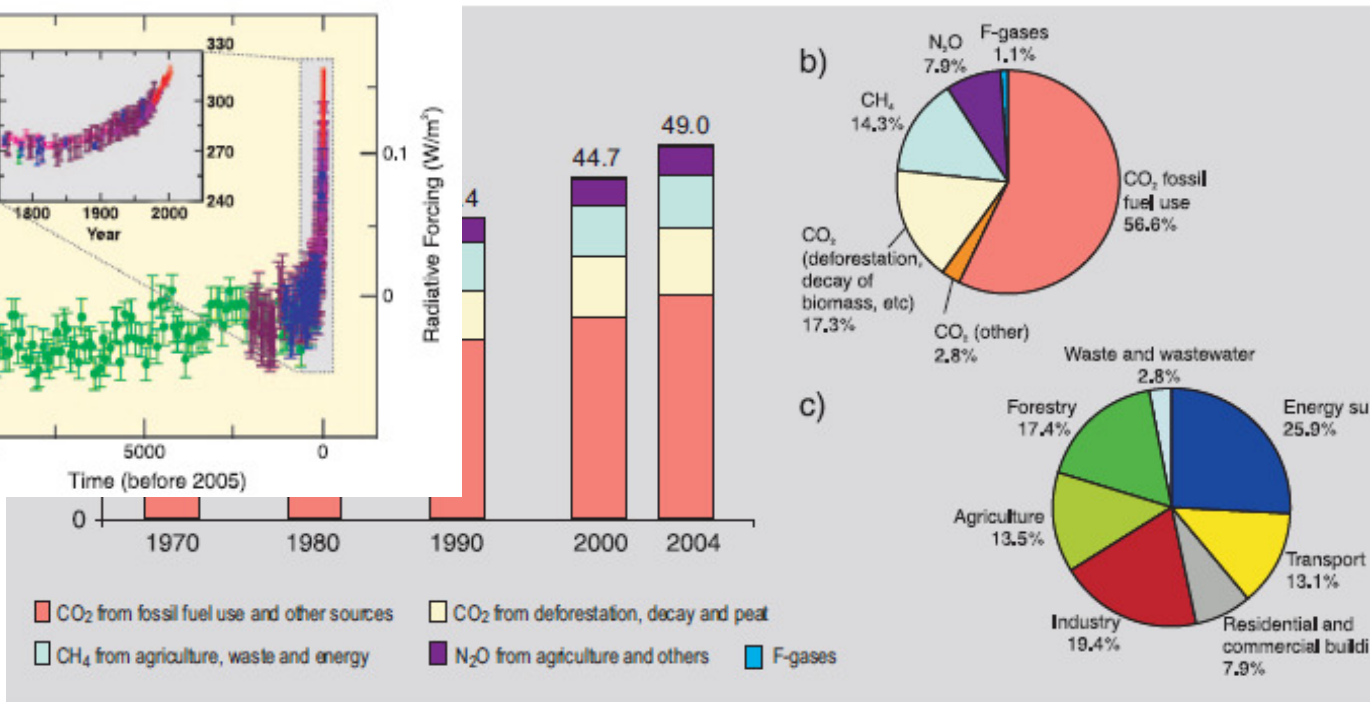 330
300
270
240
1800 1900 2000
Year
0.1
0
Radiative Forcing (W/m²)
5000 0
Time (before 2005)
.4
44.7
49.0
0
1970 1980 1990 2000 2004
CO₂ from fossil fuel use and other sources
CO₂ from deforestation, decay and peat
CH₄ from agriculture, waste and energy
N₂O from agriculture and others
F-gases
b)
F-gases
1.1%
N₂O
7.9%
CH₄
14.3%
CO₂ fossil
fuel use
56.6%
CO₂
(deforestation,
decay of
biomass, etc)
17.3%
CO₂ (other)
2.8%
c)
Waste and wastewater
2.8%
Forestry
17.4%
Energy su
25.9%
Agriculture
13.5%
Transport
13.1%
Industry
19.4%
Residential and
commercial buildi
7.9%